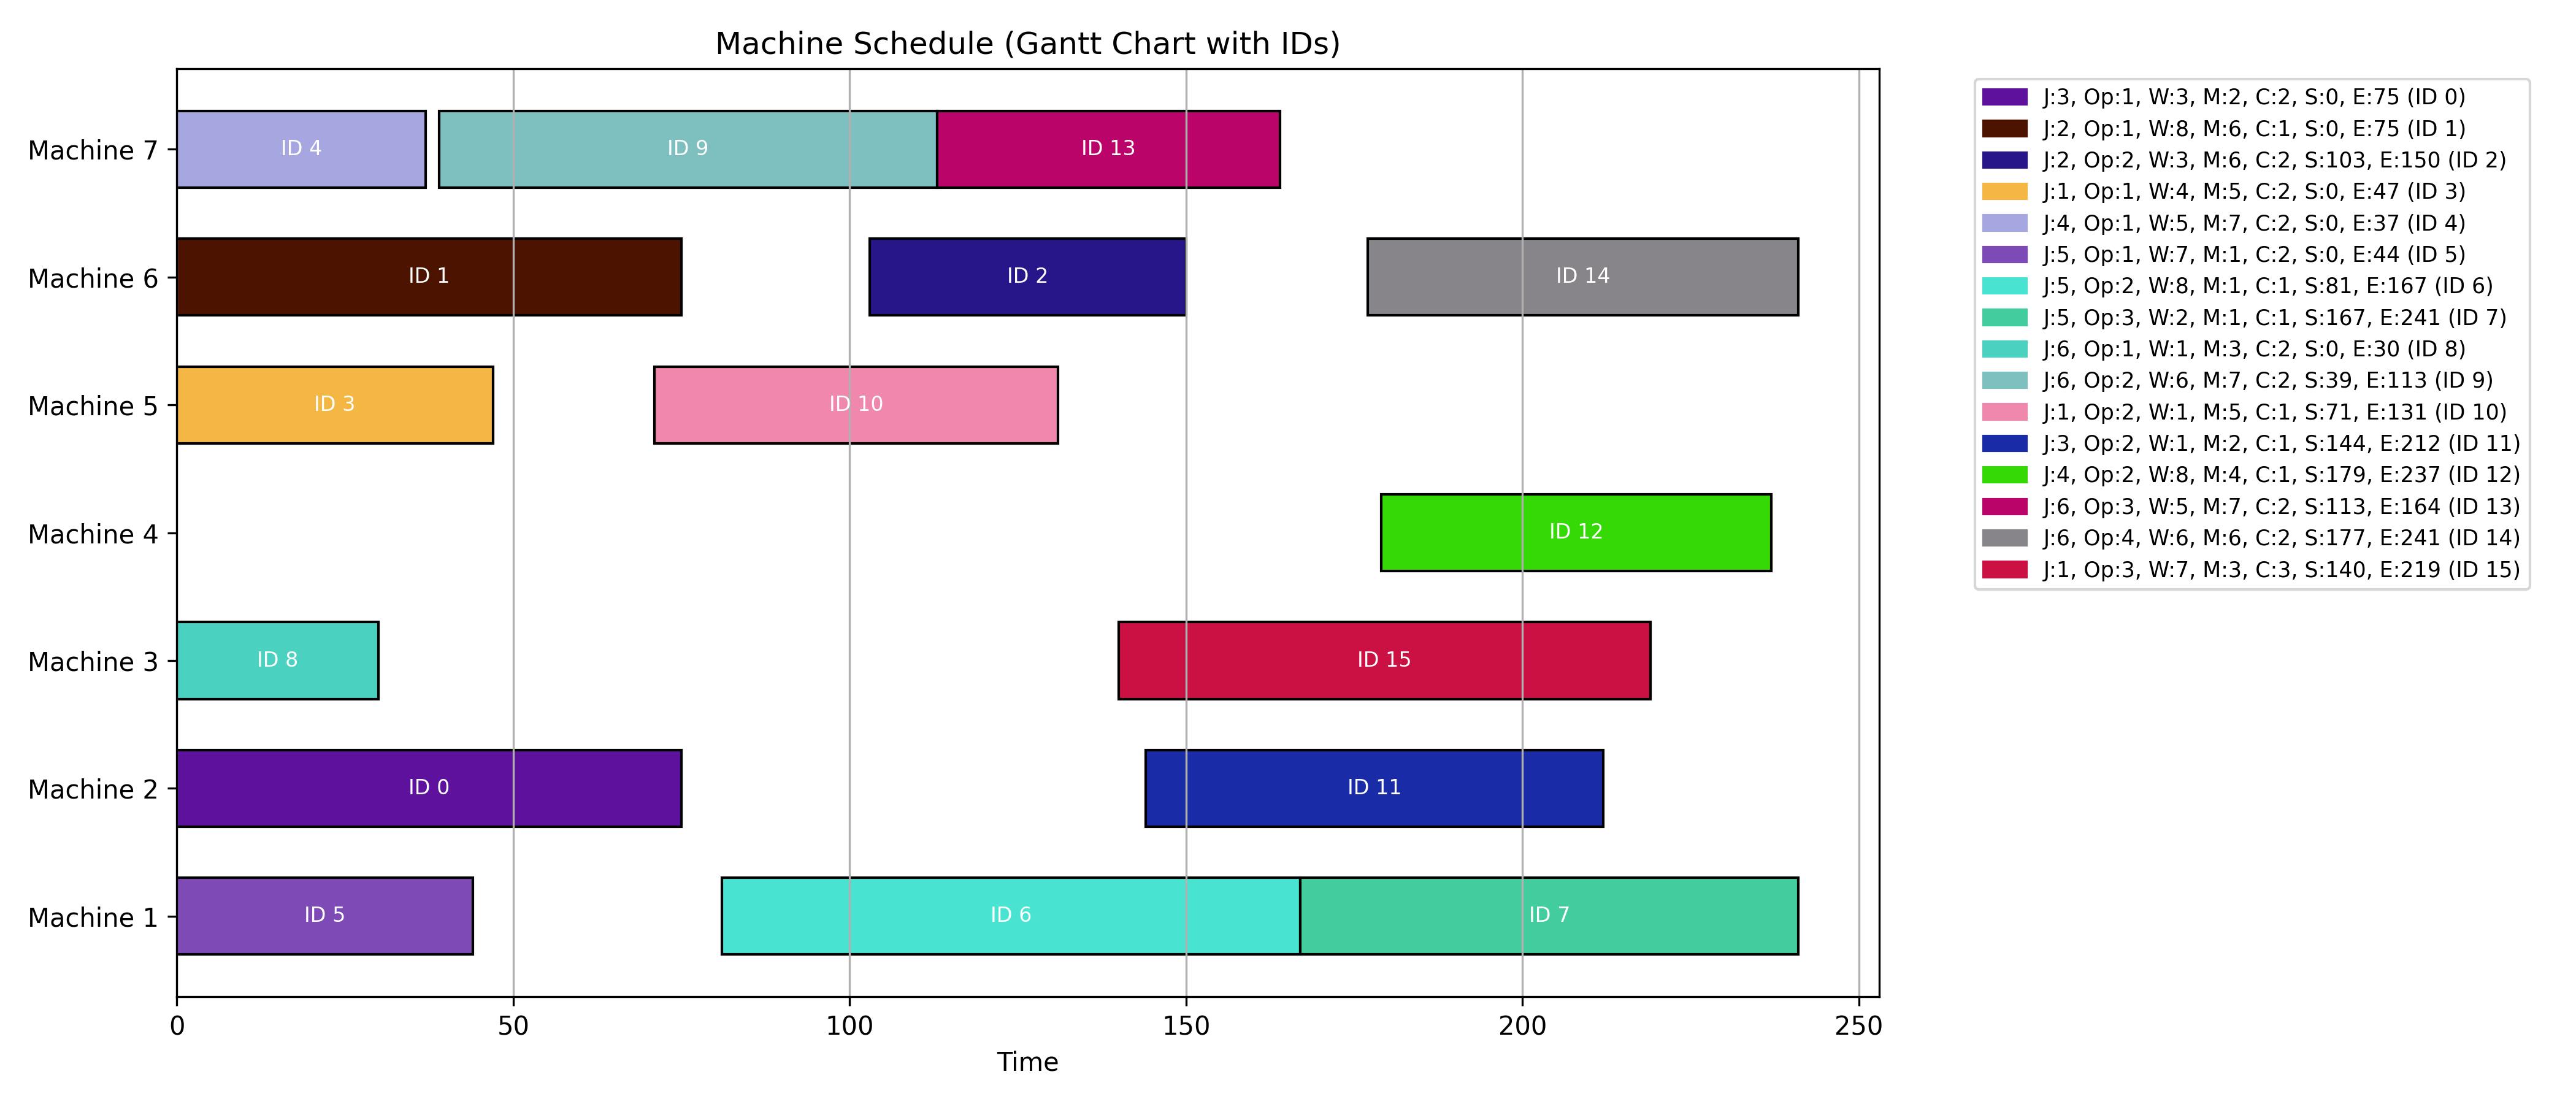 Machine Schedule (Gantt Chart with IDs)
Machine 7
ID 4
ID 9
ID 13
Machine 6
ID 1
ID 2
ID 14
Machine 5
ID 3
ID 10
Machine 4
ID 12
Machine 3
ID 8
ID 15
Machine 2
ID 0
ID 11
Machine 1
ID 5
ID 6
ID 7
0 50 100 150 200 250
Time
J:3, Op:1, W:3, M:2, C:2, S:0, E:75 (ID 0)
J:2, Op:1, W:8, M:6, C:1, S:0, E:75 (ID 1)
J:2, Op:2, W:3, M:6, C:2, S:103, E:150 (ID 2)
J:1, Op:1, W:4, M:5, C:2, S:0, E:47 (ID 3)
J:4, Op:1, W:5, M:7, C:2, S:0, E:37 (ID 4)
J:5, Op:1, W:7, M:1, C:2, S:0, E:44 (ID 5)
J:5, Op:2, W:8, M:1, C:1, S:81, E:167 (ID 6)
J:5, Op:3, W:2, M:1, C:1, S:167, E:241 (ID 7)
J:6, Op:1, W:1, M:3, C:2, S:0, E:30 (ID 8)
J:6, Op:2, W:6, M:7, C:2, S:39, E:113 (ID 9)
J:1, Op:2, W:1, M:5, C:1, S:71, E:131 (ID 10)
J:3, Op:2, W:1, M:2, C:1, S:144, E:212 (ID 11)
J:4, Op:2, W:8, M:4, C:1, S:179, E:237 (ID 12)
J:6, Op:3, W:5, M:7, C:2, S:113, E:164 (ID 13)
J:6, Op:4, W:6, M:6, C:2, S:177, E:241 (ID 14)
J:1, Op:3, W:7, M:3, C:3, S:140, E:219 (ID 15)